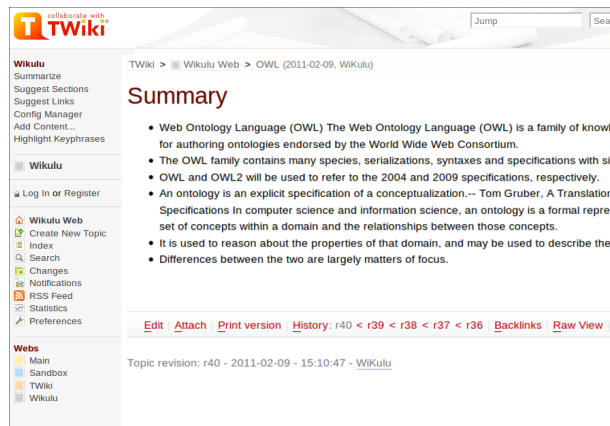 collaborate with
TWiki
Jump
Sea
Wikulu
Summarize
Suggest Sections
Suggest Links
Config Manager
Add Content...
Highlight Keyphrases
Wikulu
Log In or Register
Wikulu Web
Create New Topic
Index
Search
Changes
Notifications
RSS Feed
Statistics
Preferences
Webs
Main
Sandbox
TWiki
Wikulu
TWiki > Wikulu Web > OWL (2011-02-09, WiKulu)
Summary
• Web Ontology Language (OWL) The Web Ontology Language (OWL) is a family of know
for authoring ontologies endorsed by the World Wide Web Consortium.
• The OWL family contains many species, serializations, syntaxes and specifications with si
• OWL and OWL2 will be used to refer to the 2004 and 2009 specifications, respectively.
• An ontology is an explicit specification of a conceptualization.-- Tom Gruber, A Translation
Specifications In computer science and information science, an ontology is a formal repre
set of concepts within a domain and the relationships between those concepts.
• It is used to reason about the properties of that domain, and may be used to describe the
• Differences between the two are largely matters of focus.
Edit | Attach | Print version | History: r40 < r39 < r38 < r37 < r36 | Backlinks | Raw View |
Topic revision: r40 - 2011-02-09 - 15:10:47 - WiKulu